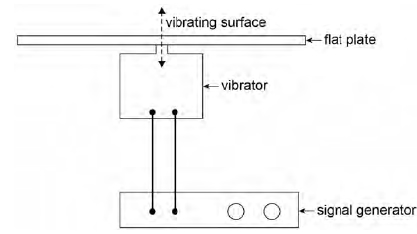 vibrating surface
flat plate
vibrator
signal generator